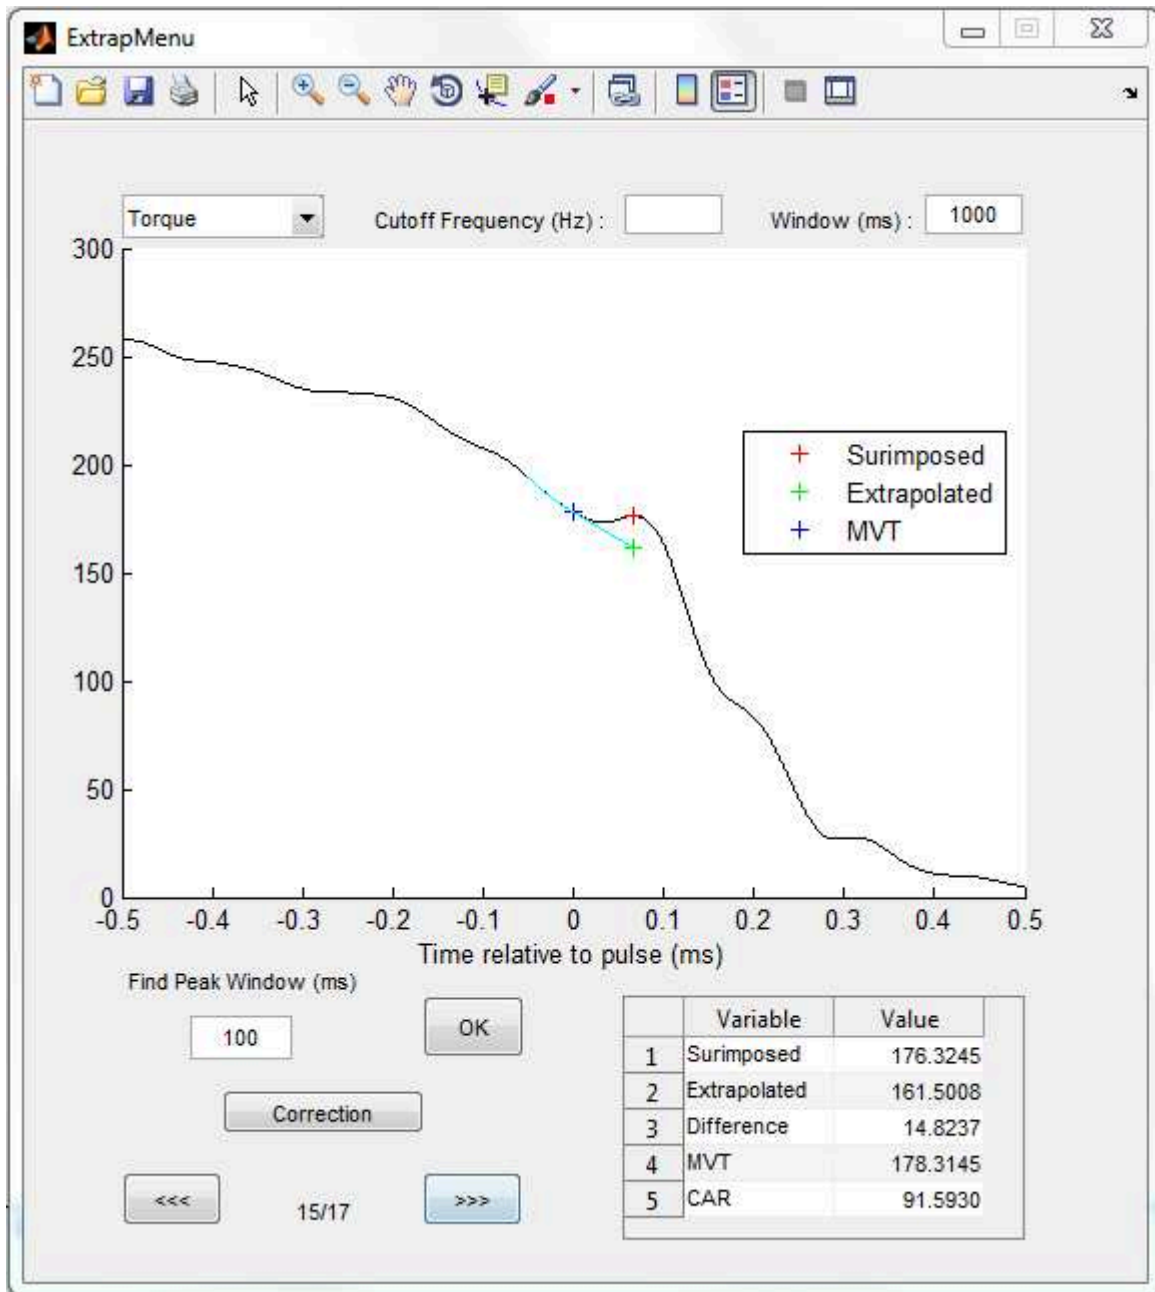 ExtrapMenu
Torque
Cutoff Frequency (Hz) :
Window (ms) :
1000
300
250
200
150
100
50
0
Surimposed
Extrapolated
MVT
-0.5 -0.4 -0.3 -0.2 -0.1 0 0.1 0.2 0.3 0.4 0.5
Time relative to pulse (ms)
Find Peak Window (ms)
100
OK
Correction
<<<
15/17
>>>
Variable Value
1 Surimposed 176.3245
2 Extrapolated 161.5008
3 Difference 14.8237
4 MVT 178.3145
5 CAR 91.5930